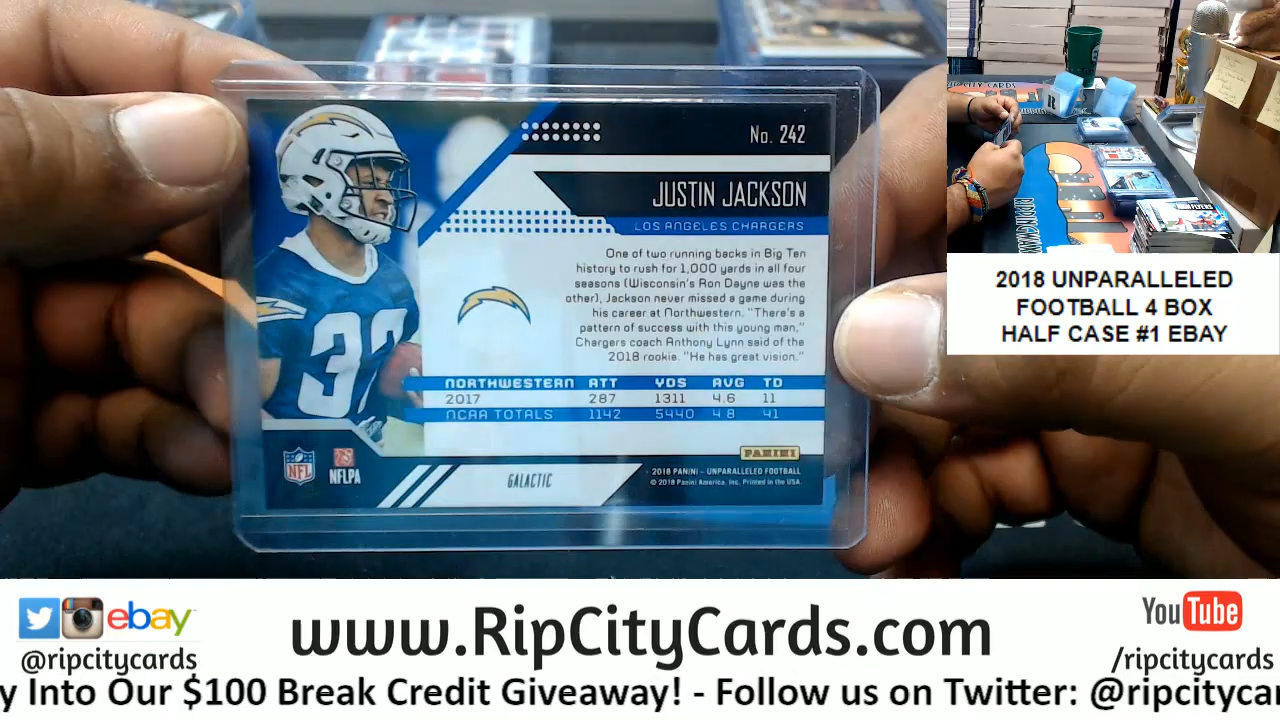 No. 242
JUSTIN JACKSON
LOS ANGELES CHARGERS
One of two running backs in Big Ten
history to rush for 1,000 yards in all four
seasons (Wisconsin's Ron Dayne was the
other), Jackson never missed a game during
his career at Northwestern. "There's a
pattern of success with this young man,"
Chargers coach Anthony Lynn said of the
2018 rookie. "He has great vision."
NORTHWESTERN ATT YDS AVG TD
2017 287 1311 4.6 11
NCAA TOTALS 1142 5440 4.8 41
PANINI
NFL
NFLPA
GALACTIC
2018 PANINI - UNPARALLELED FOOTBALL
© 2018 Panini America, Inc. Printed in the USA.
2018 UNPARALLELED
FOOTBALL 4 BOX
HALF CASE #1 EBAY
ebay
@ripcitycards
www.RipCityCards.com
YouTube
/ripcitycards
y Into Our $100 Break Credit Giveaway! - Follow us on Twitter: @ripcitycar